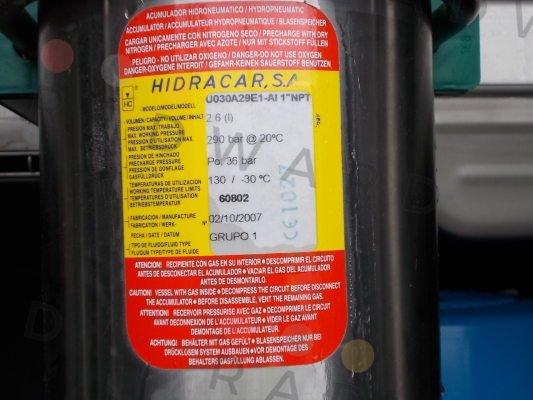 ACUMULADOR HIDRONEUMATICO / HYDROPNEUMATIC
ACCUMULATOR / ACCUMULATEUR HYDROPNEUMATIQUE / BLASENSPEICHER
CARGAR UNICAMENTE CON NITROGENO SECO / PRECHARGE WITH DRY
NITROGEN / PRECHARGER AVEC AZOTE / NUR MIT STICKSTOFF FÜLLEN
PELIGRO - NO UTILIZAR OXIGENO / DANGER-DO NOT USE OXYGEN
DANGER-OXYGENE INTERDIT / GEFAHR-KEINEN SAUERSTOFF BENUTZEN.
HC
HIDRACAR, S.A
MODELO/MODEL/MODELL U030A29E1-AI 1"NPT
VOLUMEN / CAPACITY / VOLUME / INHALT 2.6 (l)
PRESION MAX. TRABAJO
MAX. WORKING PRESSURE
PRESSION D'UTILISATION MAX. 290 bar @ 20ºC
MAX. BETRIEBSDRUCK
PRESION DE HINCHADO
PRECHARGE PRESSURE Po: 36 bar
PRESSION DE GONFLAGE
GASFÜLLDRUCK
TEMPERATURAS DE UTILIZACION 130 / -30 ºC
WORKING TEMPERATURE LIMITS
TEMPERATURES D'UTILISATION 60802
BETRIEBSTEMPERATUR
FABRICACION / MANUFACTURE
FABRICATION / WERK- Nº 02/10/2007
FECHA / DATE / DATUM GRUPO 1
TIPO DE FLUIDO/FLUID TYPE
FLUIDUM TYPE/TYPE DE FLUIDE
CE1027
ATENCION! RECIPIENTE CON GAS EN SU INTERIOR ● DESCOMPRIMIR EL CIRCUITO
ANTES DE DESCONECTAR EL ACUMULADOR ● VACIAR EL GAS DEL ACUMULADOR
ANTES DE DESMONTARLO.
CAUTION! VESSEL WITH GAS INSIDE ● DECOMPRESS THE CIRCUIT BEFORE DISCONNECT
THE ACCUMULATOR ● BEFORE DISASSEMBLE, VENT THE REMAINING GAS.
ATTENTION! RESERVOIR PRESSURISE AVEC GAZ ● DECOMPRIMER LE CIRCUIT
AVANT DECONNEXION DE L'ACCUMULATEUR ● VIDER LE GAZ AVANT
DEMONTAGE DE L'ACCUMULATEUR.
ACHTUNG! BEHÄLTER MIT GAS GEFÜLT ● BLASENSPEICHER NUR BEI
DRÜCKLOSEM SYSTEM AUSBAUEN ● VOR DEMONTAGE DES
BEHALTERS GASFÜLLUNG ABLASSEN.